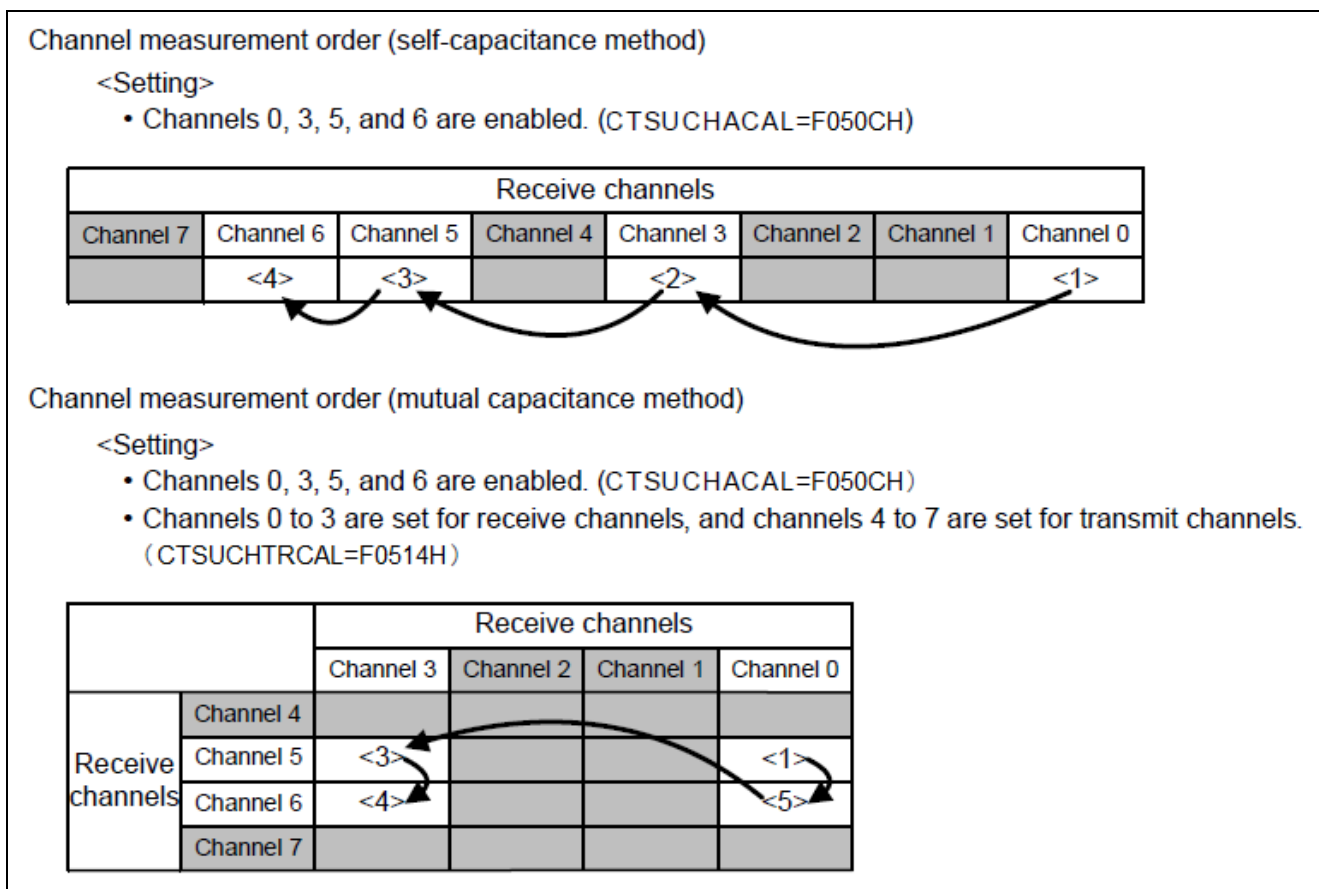 Channel measurement order (self-capacitance method)
<Setting>
• Channels 0, 3, 5, and 6 are enabled. (CTSUCHACAL=F050CH)
Receive channels
Channel 7 Channel 6 Channel 5 Channel 4 Channel 3 Channel 2 Channel 1 Channel 0
<4> <3> <2> <1>
Channel measurement order (mutual capacitance method)
<Setting>
• Channels 0, 3, 5, and 6 are enabled. (CTSUCHACAL=F050CH)
• Channels 0 to 3 are set for receive channels, and channels 4 to 7 are set for transmit channels.
(CTSUCHTRCAL=F0514H)
Receive channels
Channel 3 Channel 2 Channel 1 Channel 0
Receive channels
Channel 4
Channel 5 <3> <1>
Channel 6 <4> <5>
Channel 7